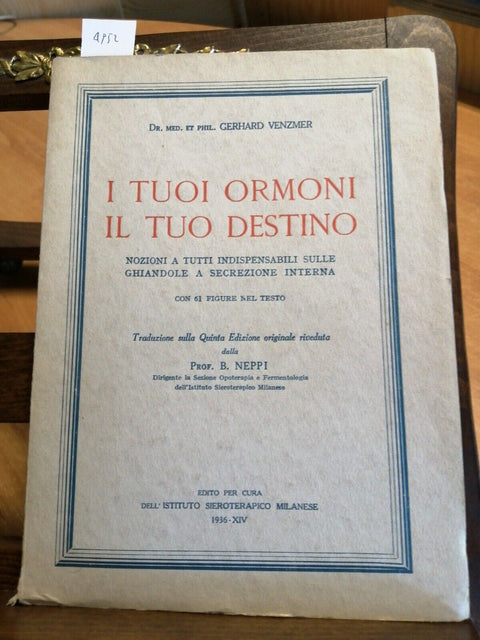 4952
DR. MED. ET PHIL. GERHARD VENZMER
I TUOI ORMONI
IL TUO DESTINO
NOZIONI A TUTTI INDISPENSABILI SULLE
GHIANDOLE A SECREZIONE INTERNA
CON 61 FIGURE NEL TESTO
Traduzione sulla Quinta Edizione originale riveduta
dalla
PROF. B. NEPPI
Dirigente la Sezione Opoterapia e Fermentologia
dell'Istituto Sieroterapico Milanese
EDITO PER CURA
DELL'ISTITUTO SIEROTERAPICO MILANESE
1936-XIV